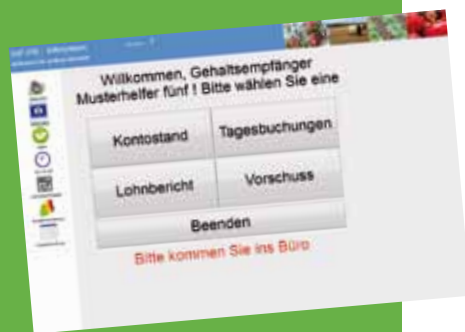 Willkommen, Gehaltsempfänger
Musterhelfer fünf ! Bitte wählen Sie eine
Kontostand
Tagesbuchungen
Lohnbericht
Vorschuss
Beenden
Bitte kommen Sie ins Büro